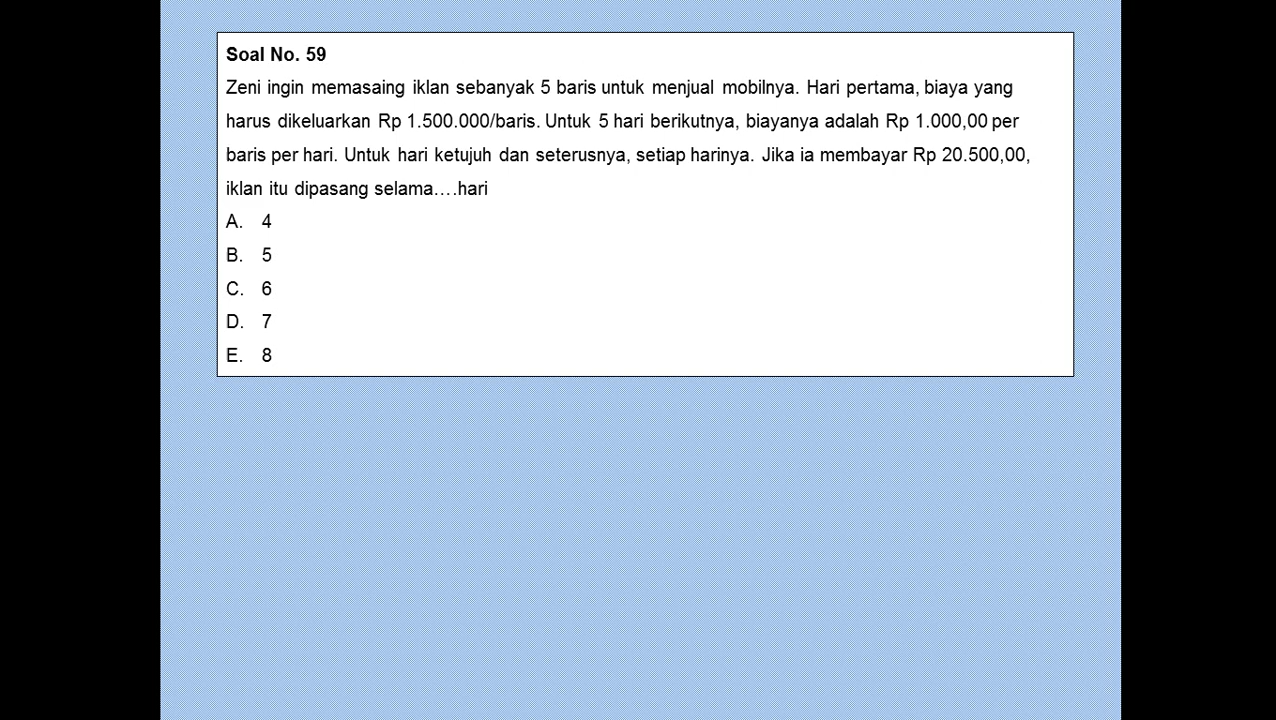 Soal No. 59
Zeni ingin memasaing iklan sebanyak 5 baris untuk menjual mobilnya. Hari pertama, biaya yang
harus dikeluarkan Rp 1.500.000/baris. Untuk 5 hari berikutnya, biayanya adalah Rp 1.000,00 per
baris per hari. Untuk hari ketujuh dan seterusnya, setiap harinya. Jika ia membayar Rp 20.500,00,
iklan itu dipasang selama….hari
A. 4
B. 5
C. 6
D. 7
E. 8